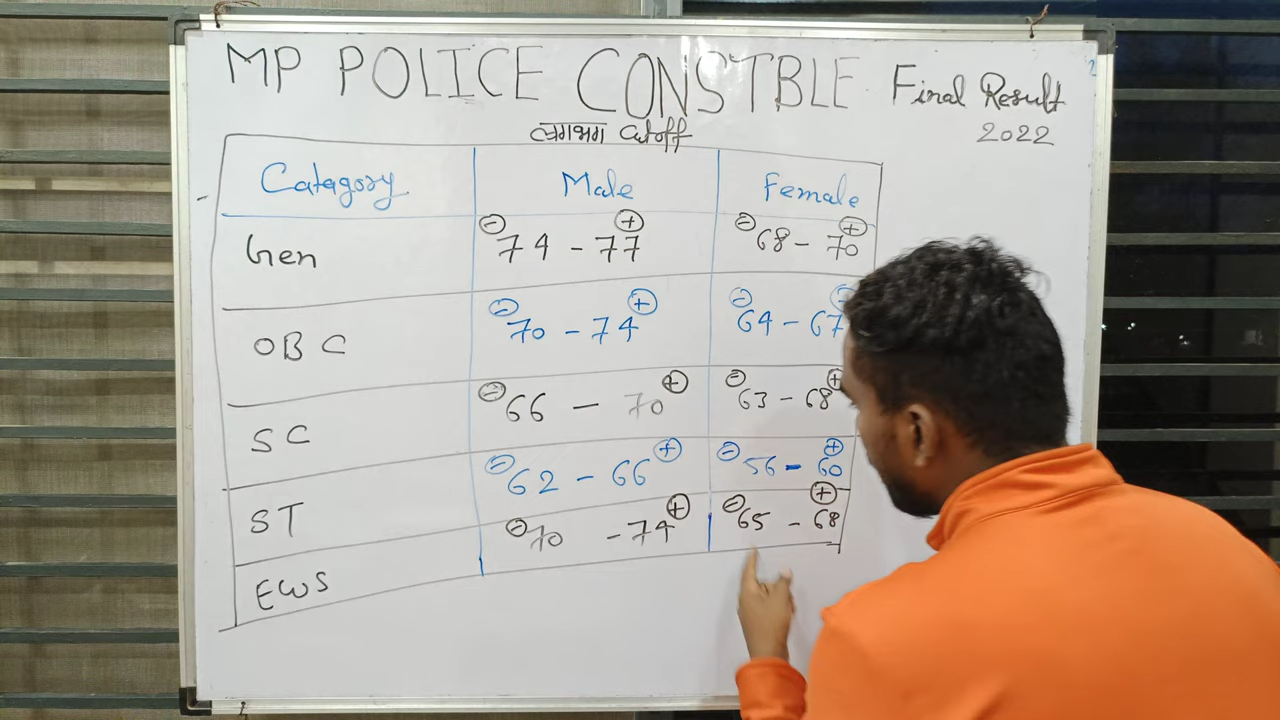 MP POLICE CONSTBLE Final Result
2022
लगभग Cutoff
Catagory Male Female
Gen ⊖74 - 77⊕ ⊖68 - 70⊕
OBC ⊖70 - 74⊕ ⊖64 - 67⊕
SC ⊖66 - 70⊕ ⊖63 - 68⊕
ST ⊖62 - 66⊕ ⊖56 - 60⊕
EWS ⊖70 - 74⊕ ⊖65 - 68⊕